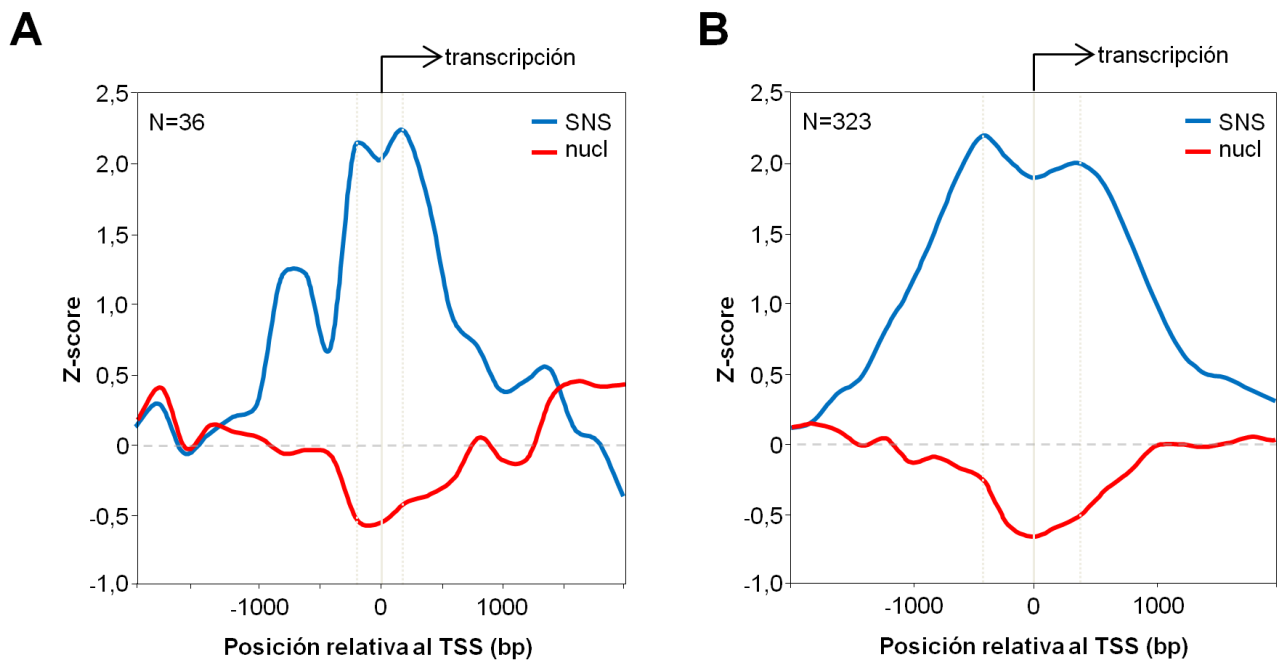 A
transcripción
N=36
SNS
nucl
2,5
2,0
1,5
1,0
0,5
0
-0,5
-1,0
Z-score
-1000 0 1000
Posición relativa al TSS (bp)
B
transcripción
N=323
SNS
nucl
2,5
2,0
1,5
1,0
0,5
0
-0,5
-1,0
Z-score
-1000 0 1000
Posición relativa al TSS (bp)